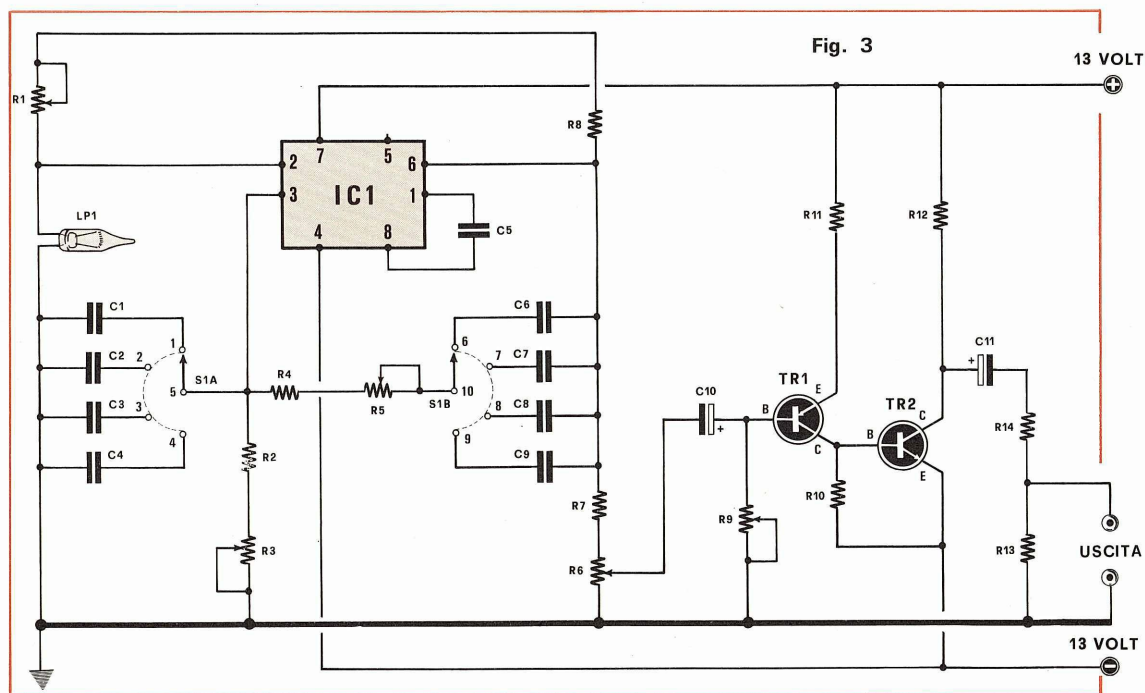 Fig. 3
13 VOLT
R1
R8
2
7
5
6
3
IC1
1
4
8
C5
LP1
R11
R12
C1
1
C2
2
5
S1A
C3
3
C4
4
R4
R5
S1B
6
7
10
8
9
C6
C7
C8
C9
R2
R3
R7
R6
C10
+
TR1
B
E
C
TR2
B
C
E
R9
R10
+
C11
R14
R13
USCITA
13 VOLT